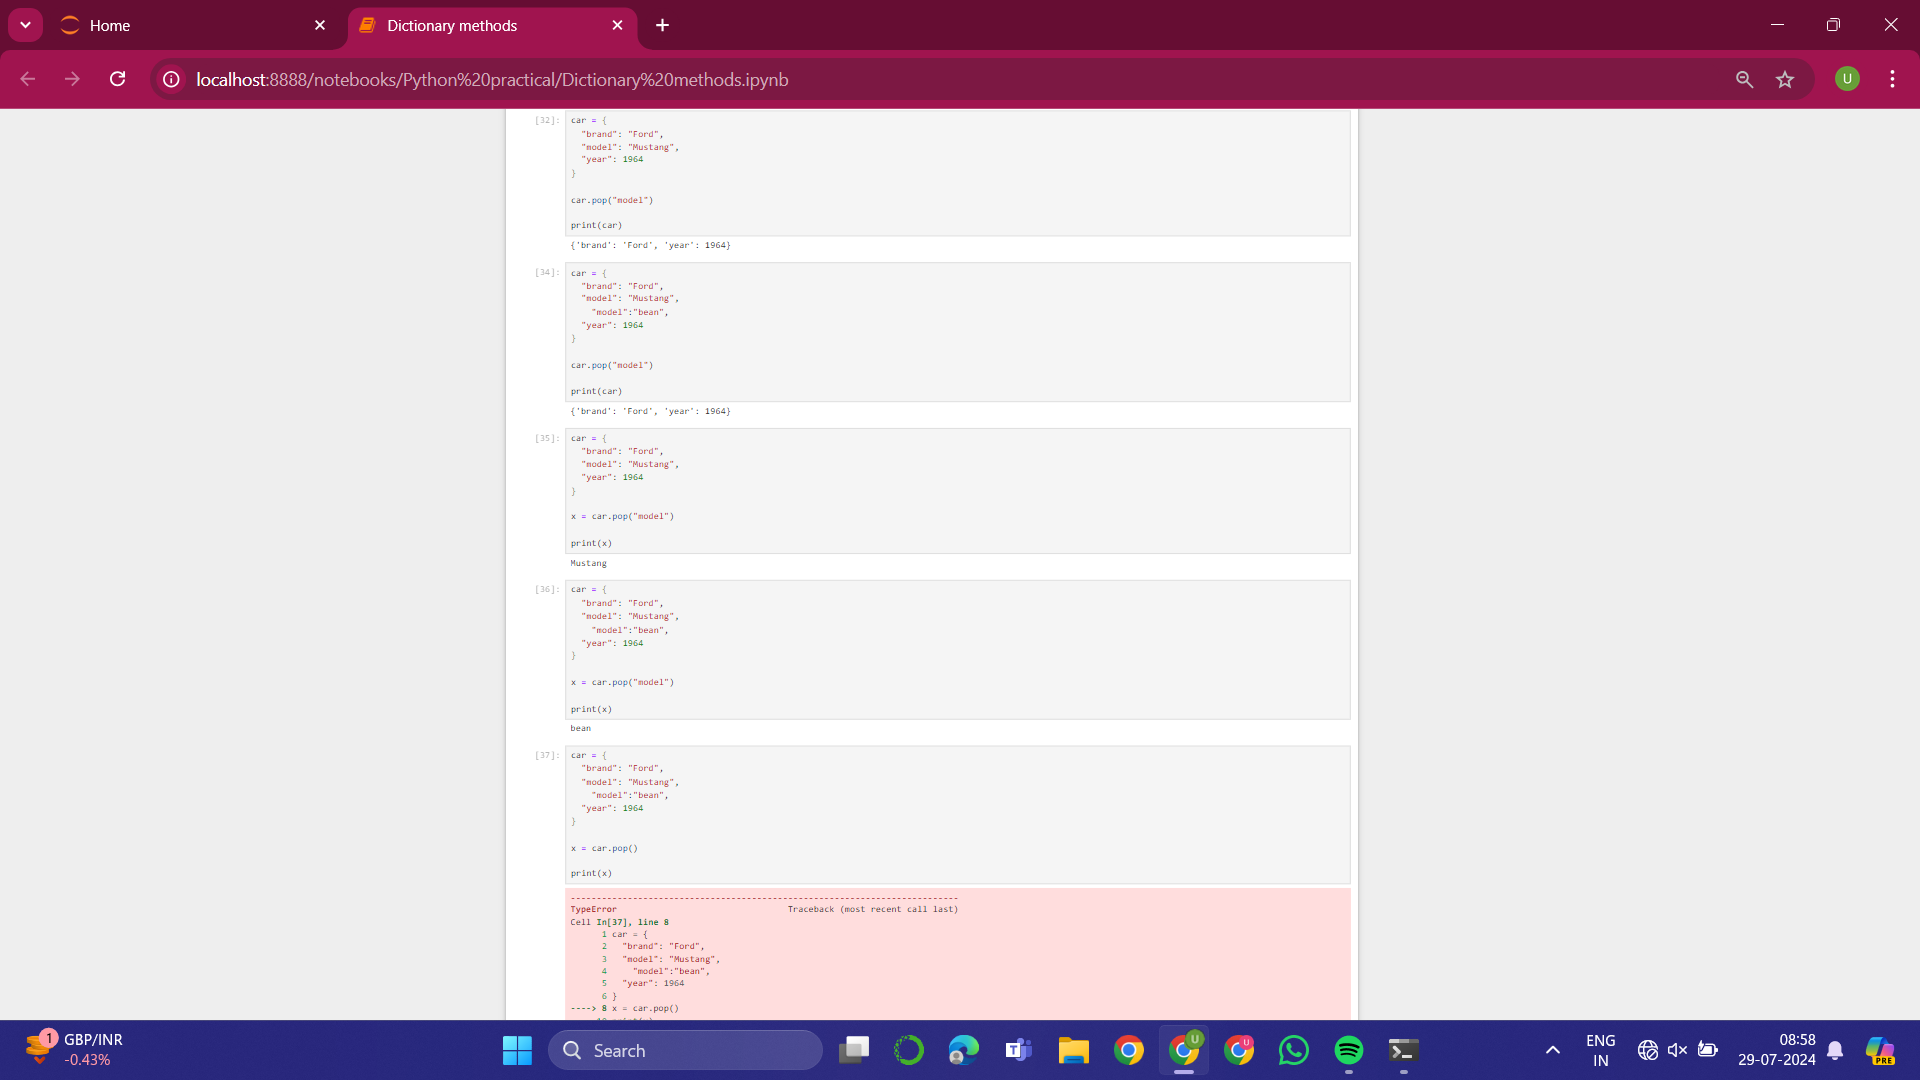 Home
Dictionary methods
localhost:8888/notebooks/Python%20practical/Dictionary%20methods.ipynb
U
[32]: car = {
"brand": "Ford",
"model": "Mustang",
"year": 1964
}
car.pop("model")
print(car)
{'brand': 'Ford', 'year': 1964}
[34]: car = {
"brand": "Ford",
"model": "Mustang",
"model":"bean",
"year": 1964
}
car.pop("model")
print(car)
{'brand': 'Ford', 'year': 1964}
[35]: car = {
"brand": "Ford",
"model": "Mustang",
"year": 1964
}
x = car.pop("model")
print(x)
Mustang
[36]: car = {
"brand": "Ford",
"model": "Mustang",
"model":"bean",
"year": 1964
}
x = car.pop("model")
print(x)
bean
[37]: car = {
"brand": "Ford",
"model": "Mustang",
"model":"bean",
"year": 1964
}
x = car.pop()
print(x)
---------------------------------------------------------------------------
TypeError Traceback (most recent call last)
Cell In[37], line 8
1 car = {
2 "brand": "Ford",
3 "model": "Mustang",
4 "model":"bean",
5 "year": 1964
6 }
----> 8 x = car.pop()
1
GBP/INR
-0.43%
Search
U
U
ENG
IN
08:58
29-07-2024
PRE